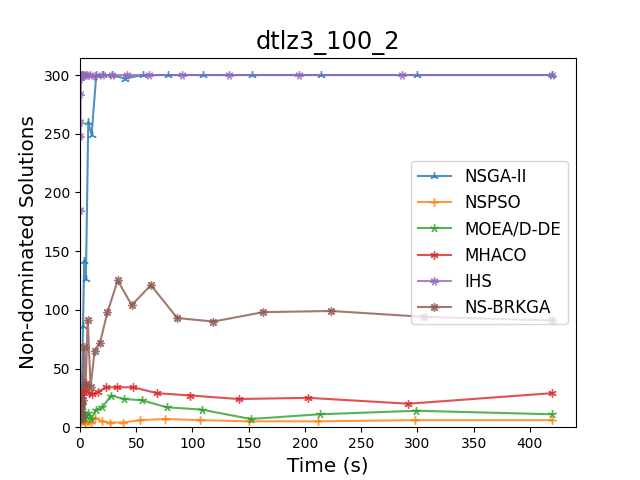 dtlz3_100_2
Non-dominated Solutions
300
250
200
150
100
50
0
NSGA-II
NSPSO
MOEA/D-DE
MHACO
IHS
NS-BRKGA
0 50 100 150 200 250 300 350 400
Time (s)